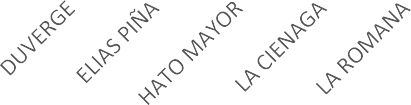 DUVERGE
ELIAS PIÑA
HATO MAYOR
LA CIENAGA
LA ROMANA